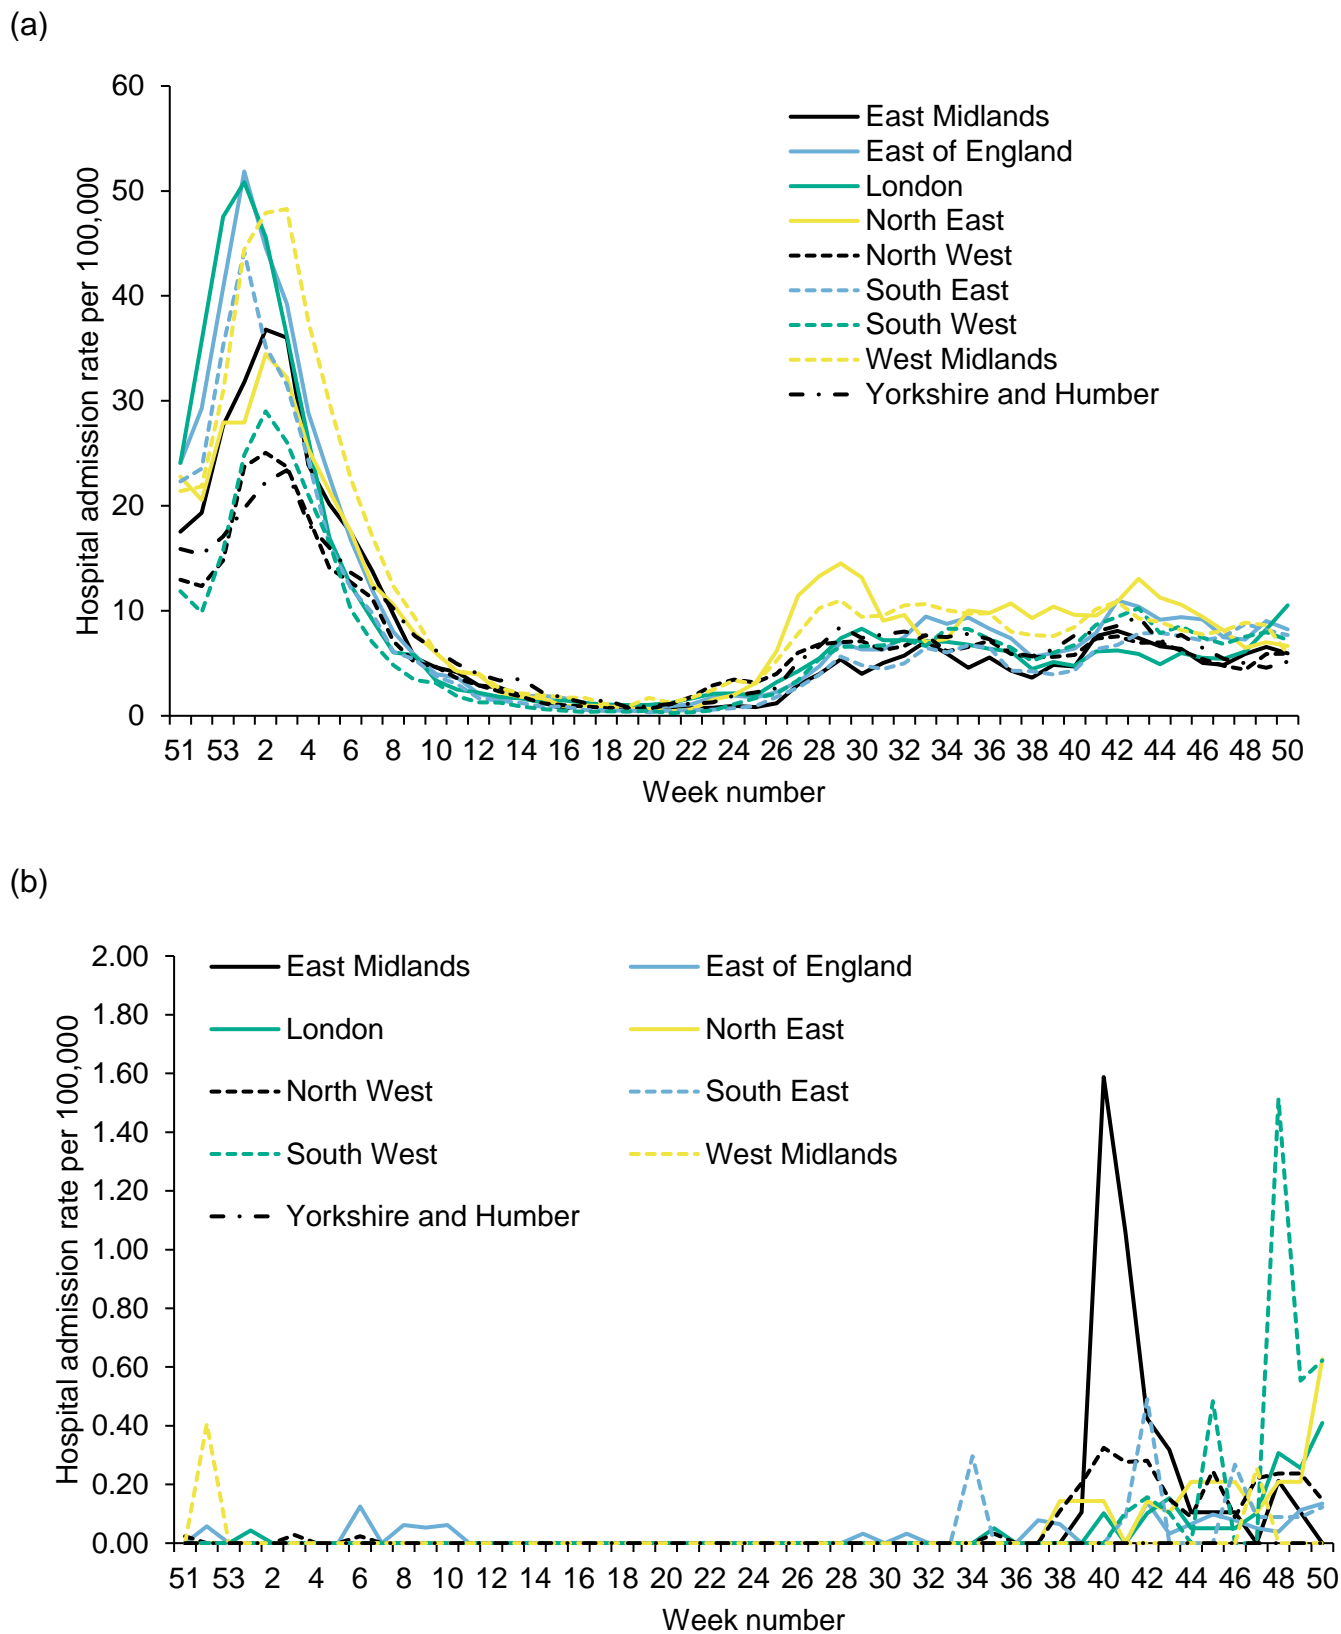 (a)
60
50
40
30
20
10
0
Hospital admission rate per 100,000
East Midlands
East of England
London
North East
North West
South East
South West
West Midlands
Yorkshire and Humber
51 53 2 4 6 8 10 12 14 16 18 20 22 24 26 28 30 32 34 36 38 40 42 44 46 48 50
Week number
(b)
2.00
1.80
1.60
1.40
1.20
1.00
0.80
0.60
0.40
0.20
0.00
Hospital admission rate per 100,000
East Midlands East of England
London North East
North West South East
South West West Midlands
Yorkshire and Humber
51 53 2 4 6 8 10 12 14 16 18 20 22 24 26 28 30 32 34 36 38 40 42 44 46 48 50
Week number